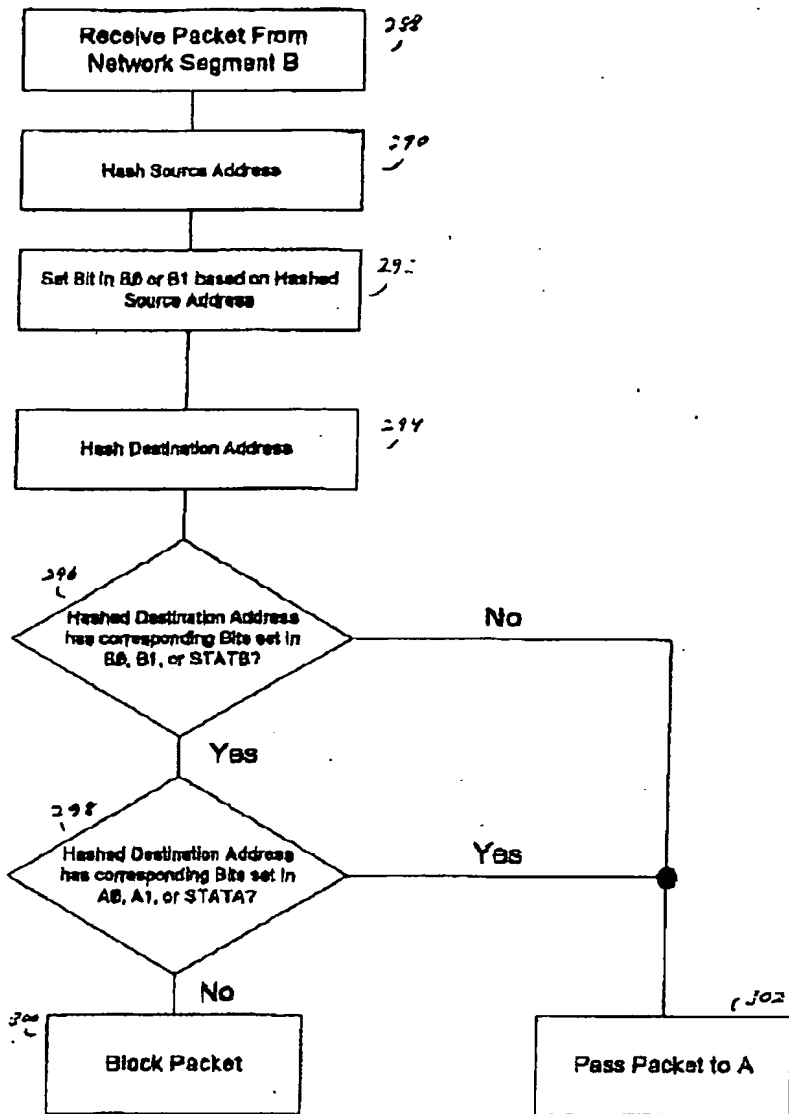 Receive Packet From
Network Segment B
288
Hash Source Address
290
Set Bit in B0 or B1 based on Hashed
Source Address
Hash Destination Address
294
296
Hashed Destination Address
has corresponding Bits set in
B0, B1, or STATB?
No
Yes
298
Hashed Destination Address
has corresponding Bits set in
A0, A1, or STATA?
Yes
No
300
Block Packet
302
Pass Packet to A